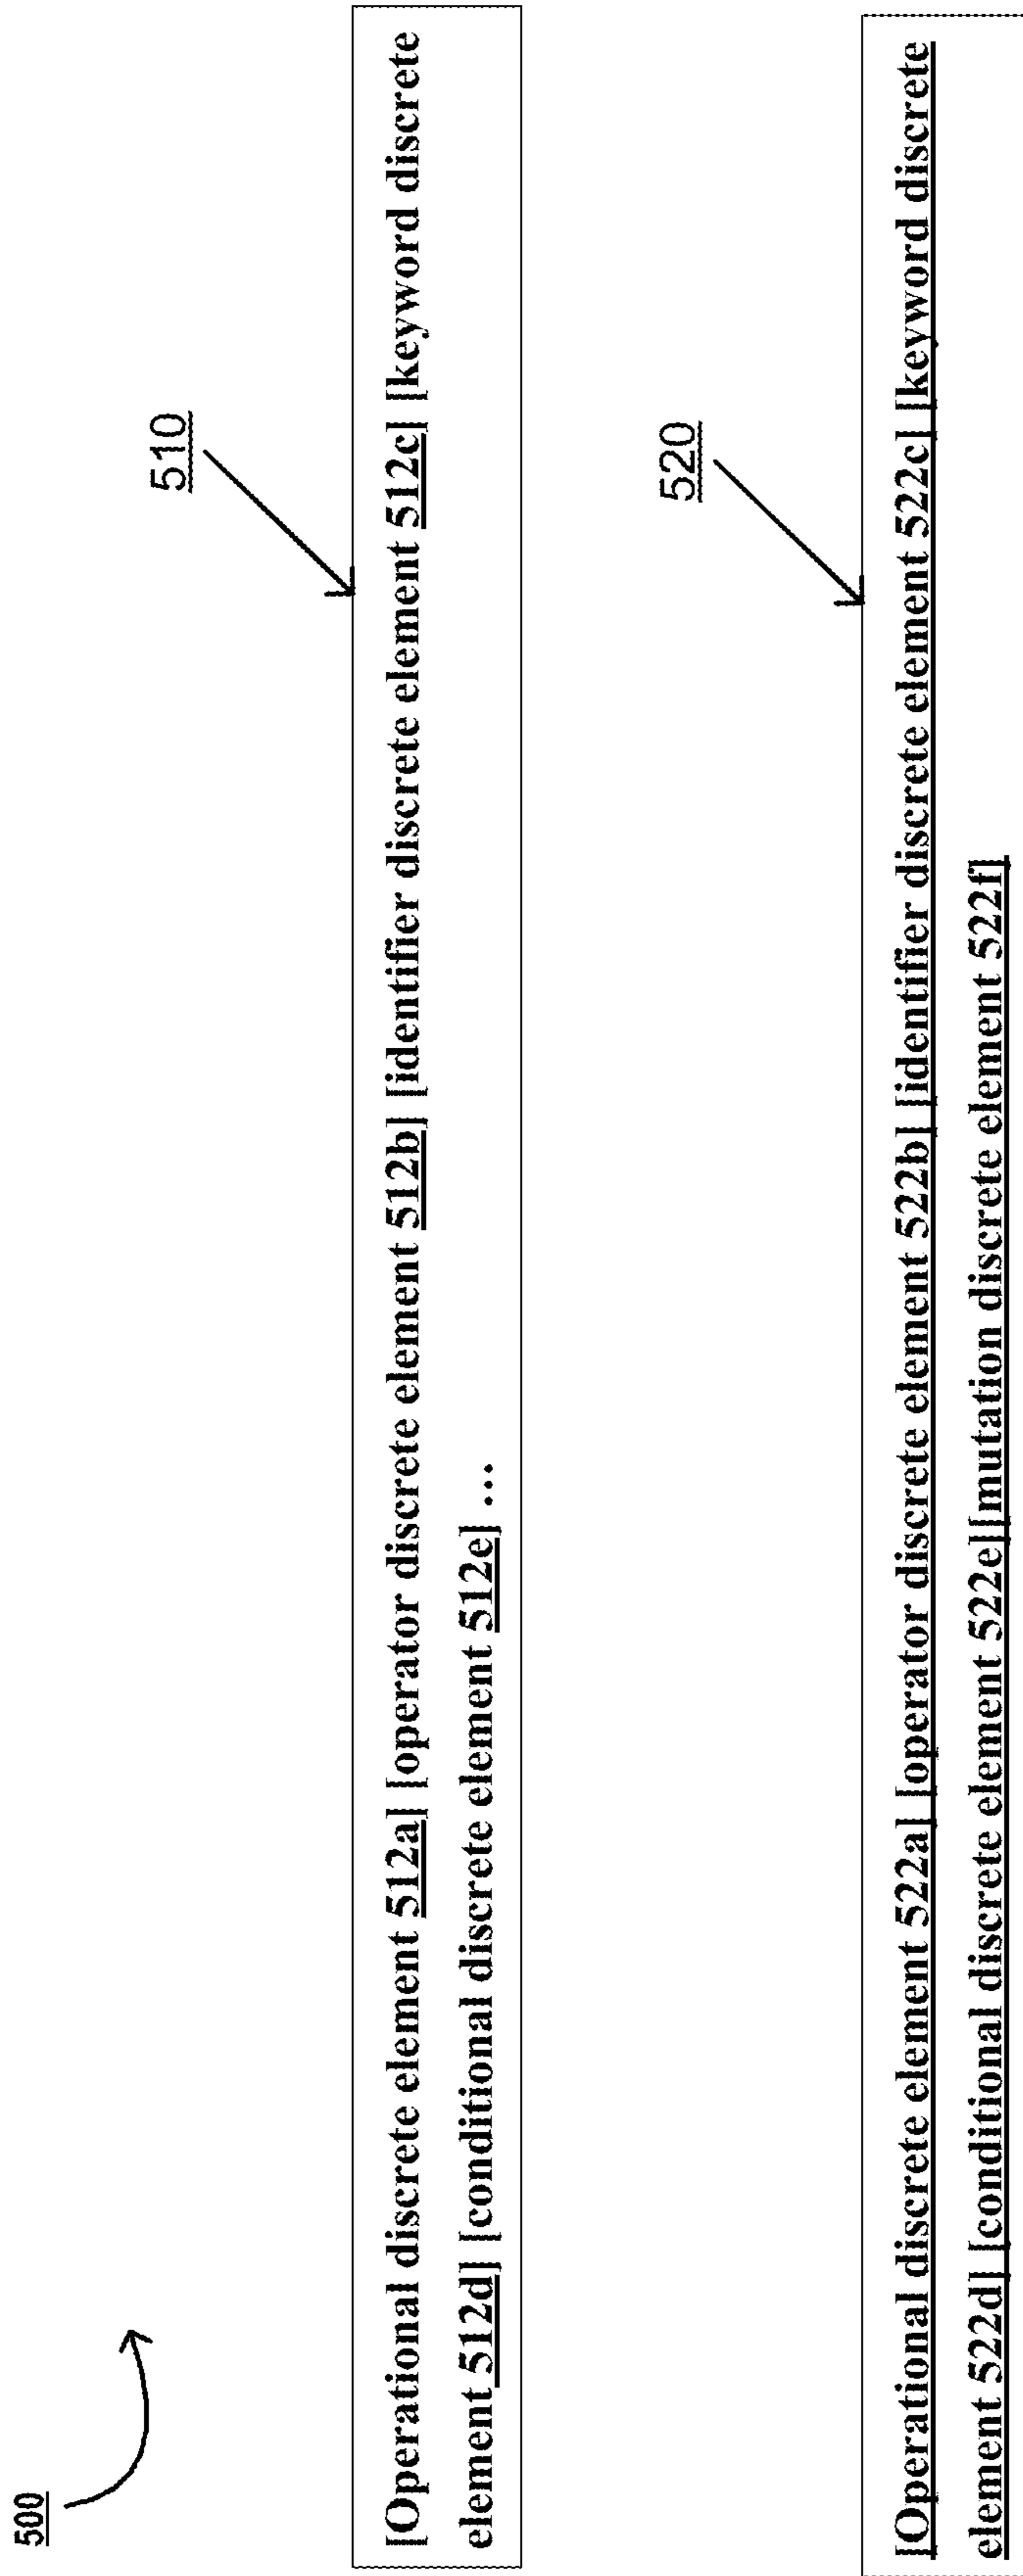 500
510
[Operational discrete element 512a] [operator discrete element 512b] [identifier discrete element 512c] [keyword discrete
element 512d] [conditional discrete element 512e] ...
520
[Operational discrete element 522a] [operator discrete element 522b] [identifier discrete element 522c] [keyword discrete
element 522d] [conditional discrete element 522e][mutation discrete element 522f]